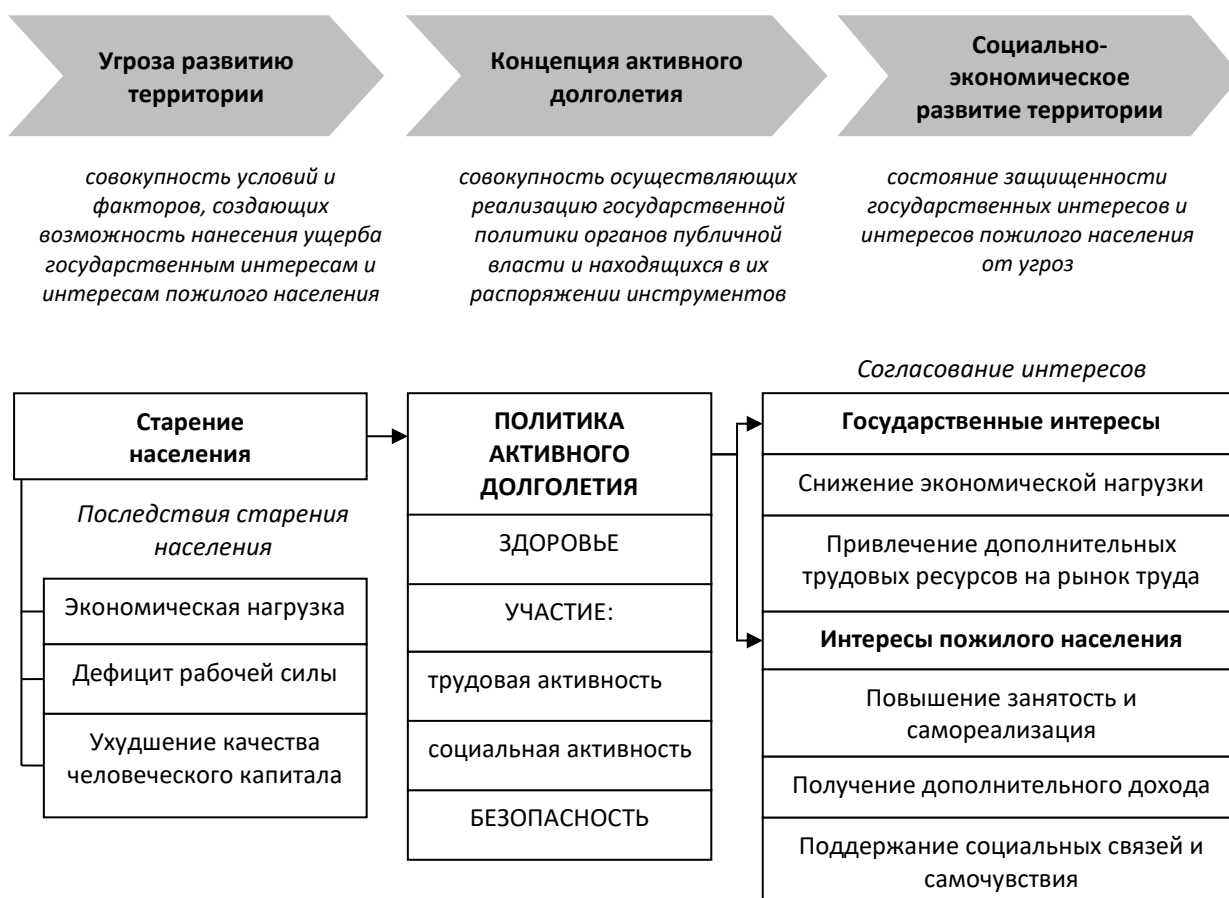 Угроза развитию
территории
Концепция активного
долголетия
Социально-
экономическое
развитие территории
совокупность условий и
факторов, создающих
возможность нанесения ущерба
государственным интересам и
интересам пожилого населения
совокупность осуществляющих
реализацию государственной
политики органов публичной
власти и находящихся в их
распоряжении инструментов
состояние защищенности
государственных интересов и
интересов пожилого населения
от угроз
Старение
населения
Последствия старения
населения
Экономическая нагрузка
Дефицит рабочей силы
Ухудшение качества
человеческого капитала
ПОЛИТИКА
АКТИВНОГО
ДОЛГОЛЕТИЯ
ЗДОРОВЬЕ
УЧАСТИЕ:
трудовая активность
социальная активность
БЕЗОПАСНОСТЬ
Согласование интересов
Государственные интересы
Снижение экономической нагрузки
Привлечение дополнительных
трудовых ресурсов на рынок труда
Интересы пожилого населения
Повышение занятость и
самореализация
Получение дополнительного дохода
Поддержание социальных связей и
самочувствия